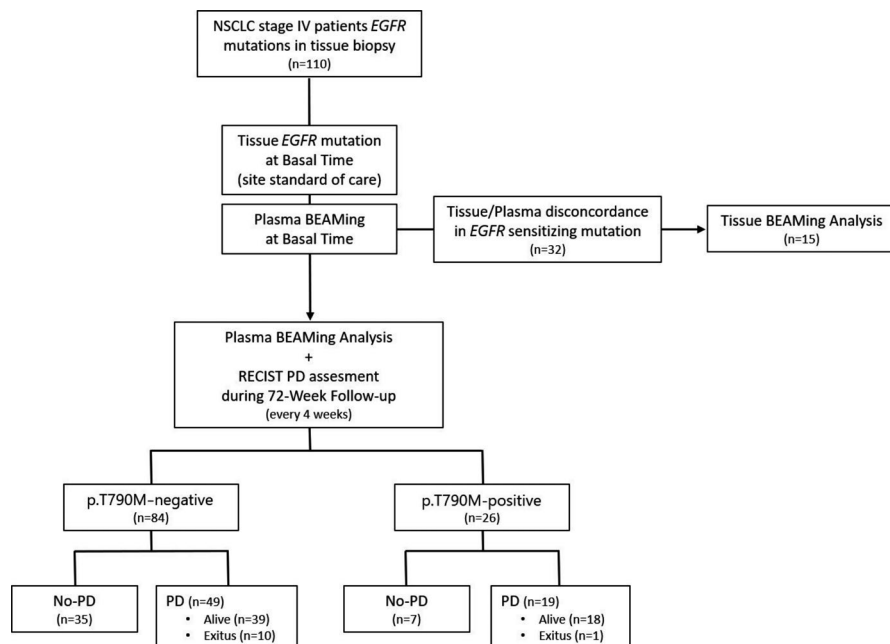 NSCLC stage IV patients EGFR
mutations in tissue biopsy
(n=110)
Tissue EGFR mutation
at Basal Time
(site standard of care)
Plasma BEAMing
at Basal Time
Tissue/Plasma disconcordance
in EGFR sensitizing mutation
(n=32)
Tissue BEAMing Analysis
(n=15)
Plasma BEAMing Analysis
+
RECIST PD assesment
during 72-Week Follow-up
(every 4 weeks)
p.T790M-negative
(n=84)
p.T790M-positive
(n=26)
No-PD
(n=35)
PD (n=49)
• Alive (n=39)
• Exitus (n=10)
No-PD
(n=7)
PD (n=19)
• Alive (n=18)
• Exitus (n=1)